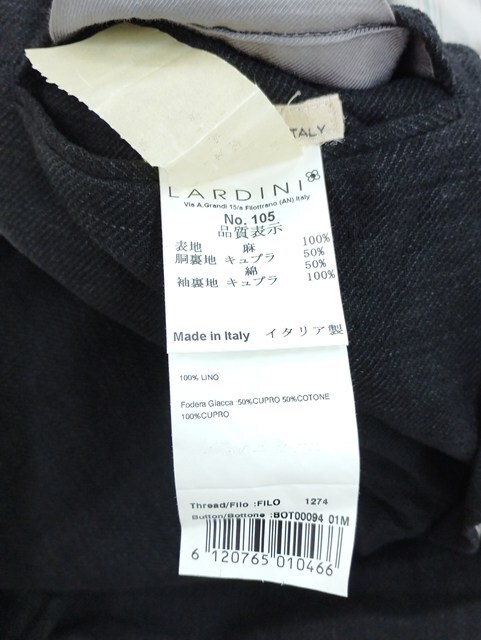 ITALY
LARDINI
Via A.Grandi 15/a Filottrano (AN) Italy
No. 105
品質表示
表地 麻 100%
胴裏地 キュプラ 50%
綿 50%
袖裏地 キュプラ 100%
Made in Italy イタリア製
100% LINO
Fodera Giacca :50%CUPRO 50%COTONE
100%CUPRO
Thread/Filo :FILO 1274
Button/Bottone :BOT00094 01M
6 120765 010466